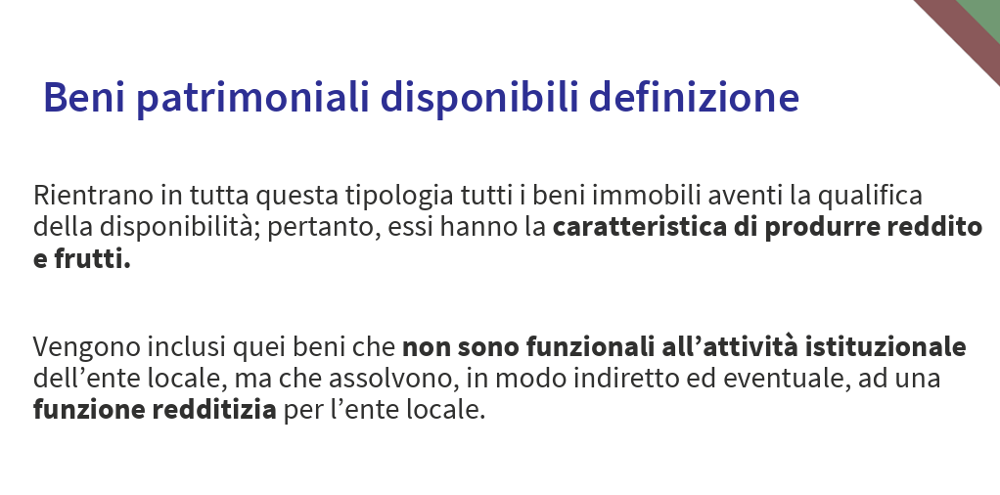 Beni patrimoniali disponibili definizione
Rientrano in tutta questa tipologia tutti i beni immobili aventi la qualifica
della disponibilità; pertanto, essi hanno la caratteristica di produrre reddito
e frutti.
Vengono inclusi quei beni che non sono funzionali all’attività istituzionale
dell’ente locale, ma che assolvono, in modo indiretto ed eventuale, ad una
funzione redditizia per l’ente locale.